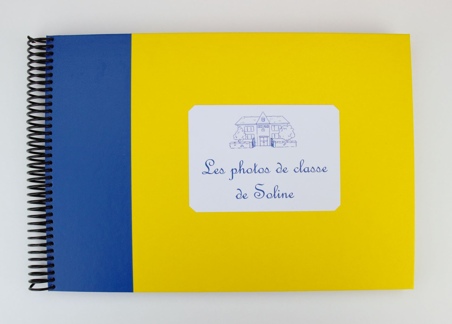 Les photos de classe
de Soline